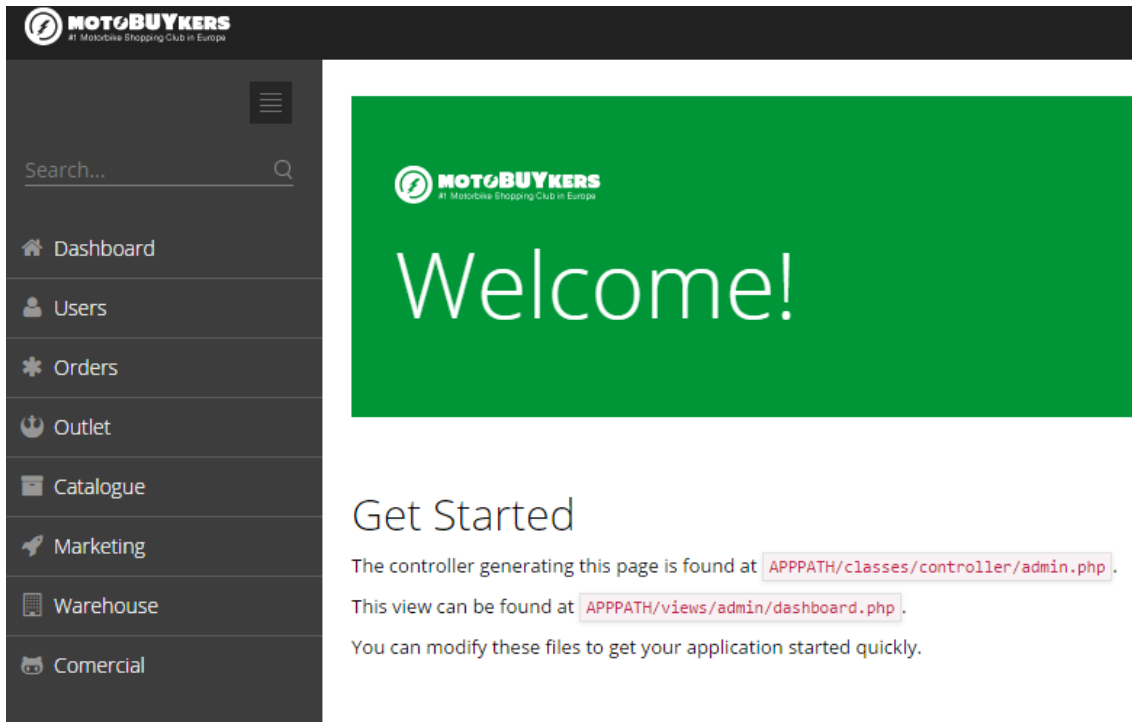 MOTOBUYKERS
#1 Motorbike Shopping Club in Europe
Search...
Dashboard
Users
Orders
Outlet
Catalogue
Marketing
Warehouse
Comercial
MOTOBUYKERS
#1 Motorbike Shopping Club in Europe
Welcome!
Get Started
The controller generating this page is found at APPPATH/classes/controller/admin.php.
This view can be found at APPPATH/views/admin/dashboard.php.
You can modify these files to get your application started quickly.